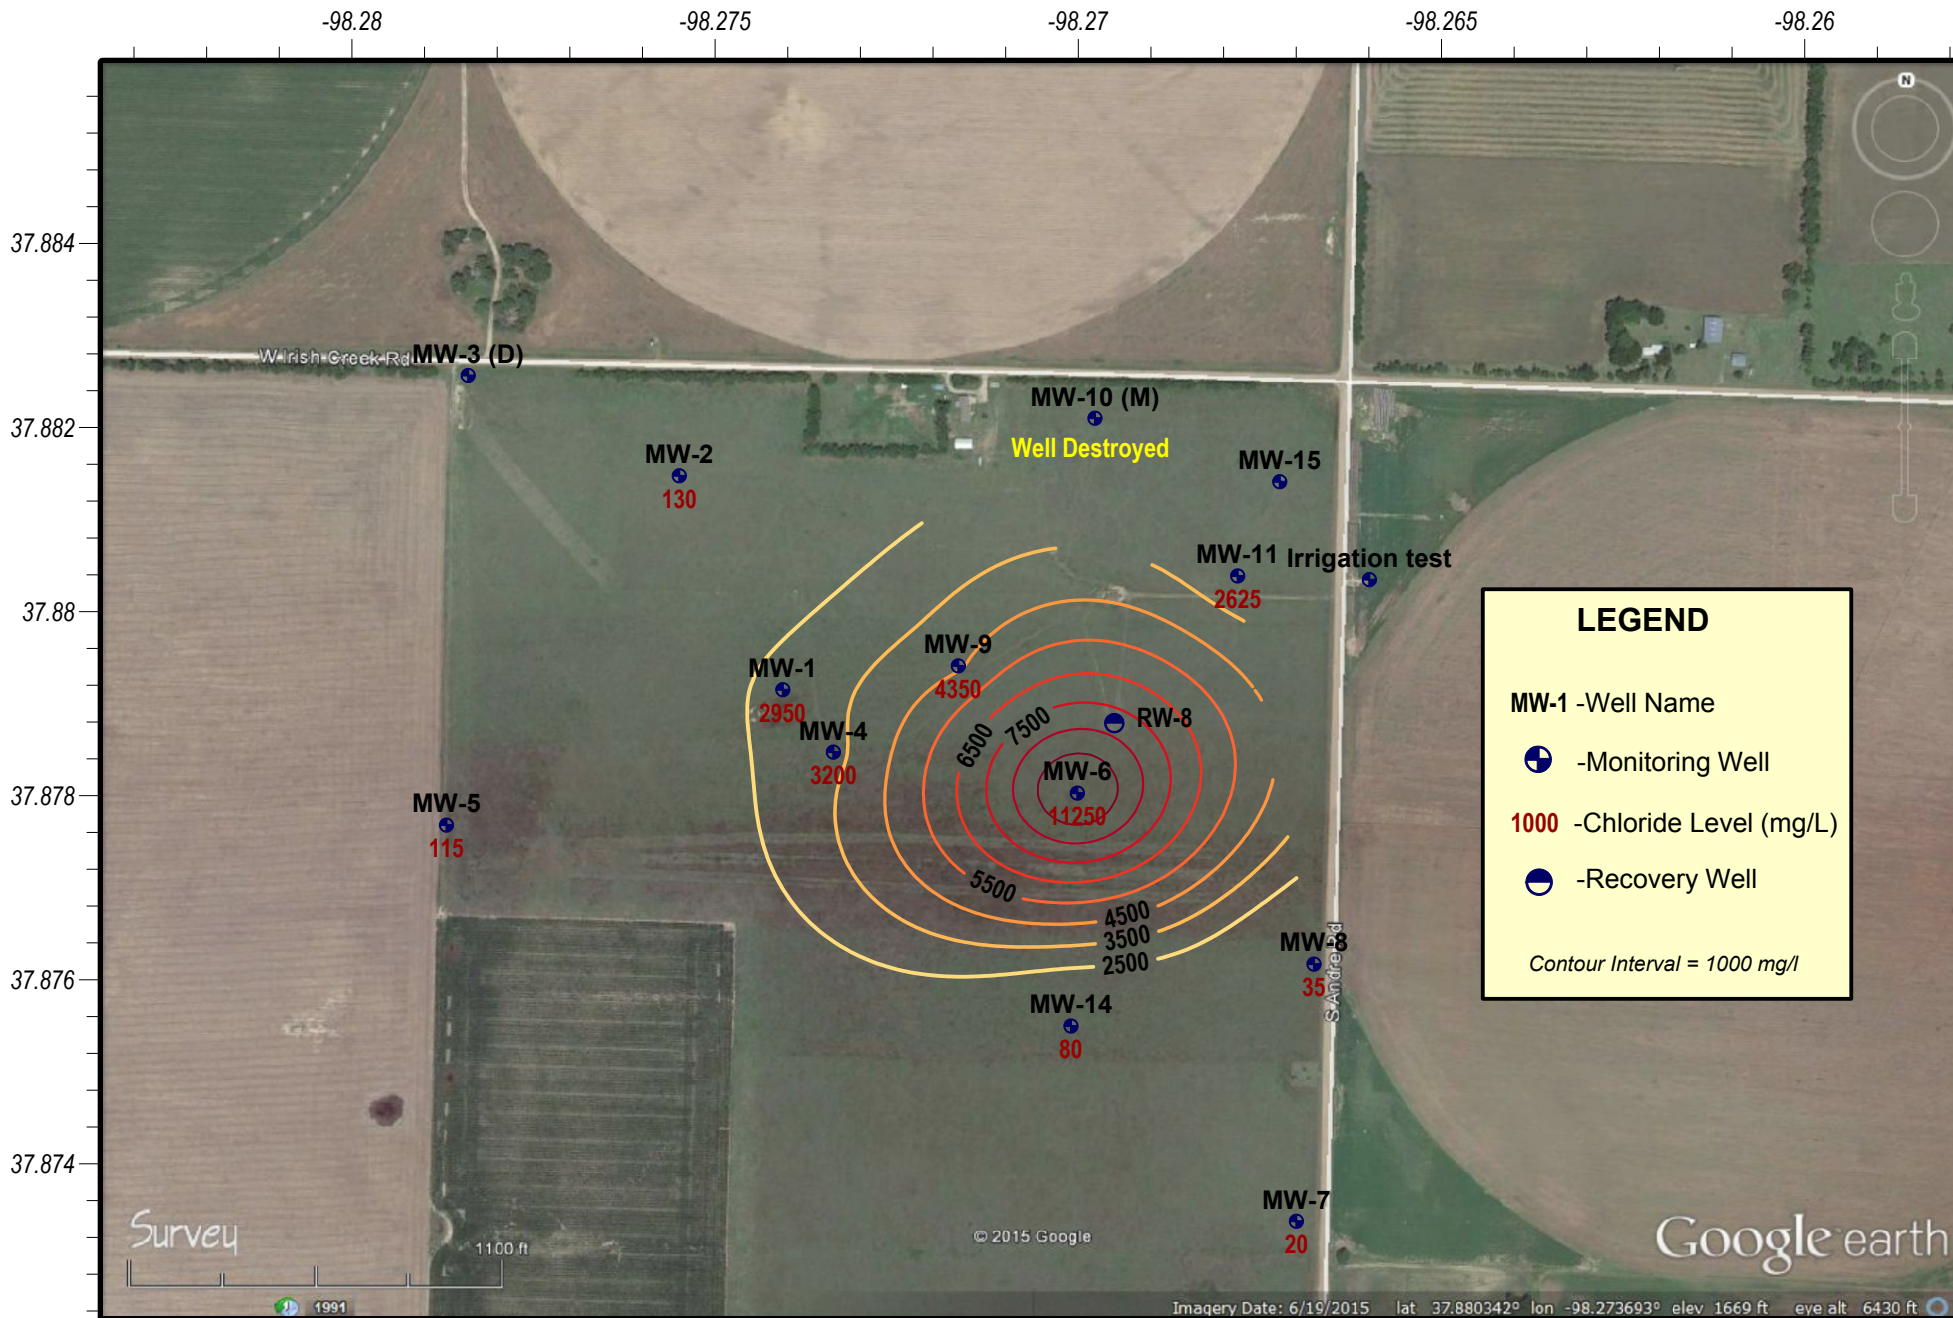 -98.28
-98.275
-98.27
-98.265
-98.26
N
37.884
W Irish Creek Rd
MW-3 (D)
MW-10 (M)
37.882
Well Destroyed
MW-2
130
MW-15
MW-11
Irrigation test
2625
37.88
LEGEND
MW-1 -Well Name
-Monitoring Well
1000 -Chloride Level (mg/L)
-Recovery Well
Contour Interval = 1000 mg/l
MW-9
4350
MW-1
2950
MW-4
3200
6500
7500
RW-8
MW-6
11250
37.878
MW-5
115
5500
4500
3500
2500
MW-8
35
S Andre Rd
37.876
MW-14
80
37.874
MW-7
20
Survey
1100 ft
© 2015 Google
Google earth
1991
Imagery Date: 6/19/2015 lat 37.880342° lon -98.273693° elev 1669 ft eye alt 6430 ft